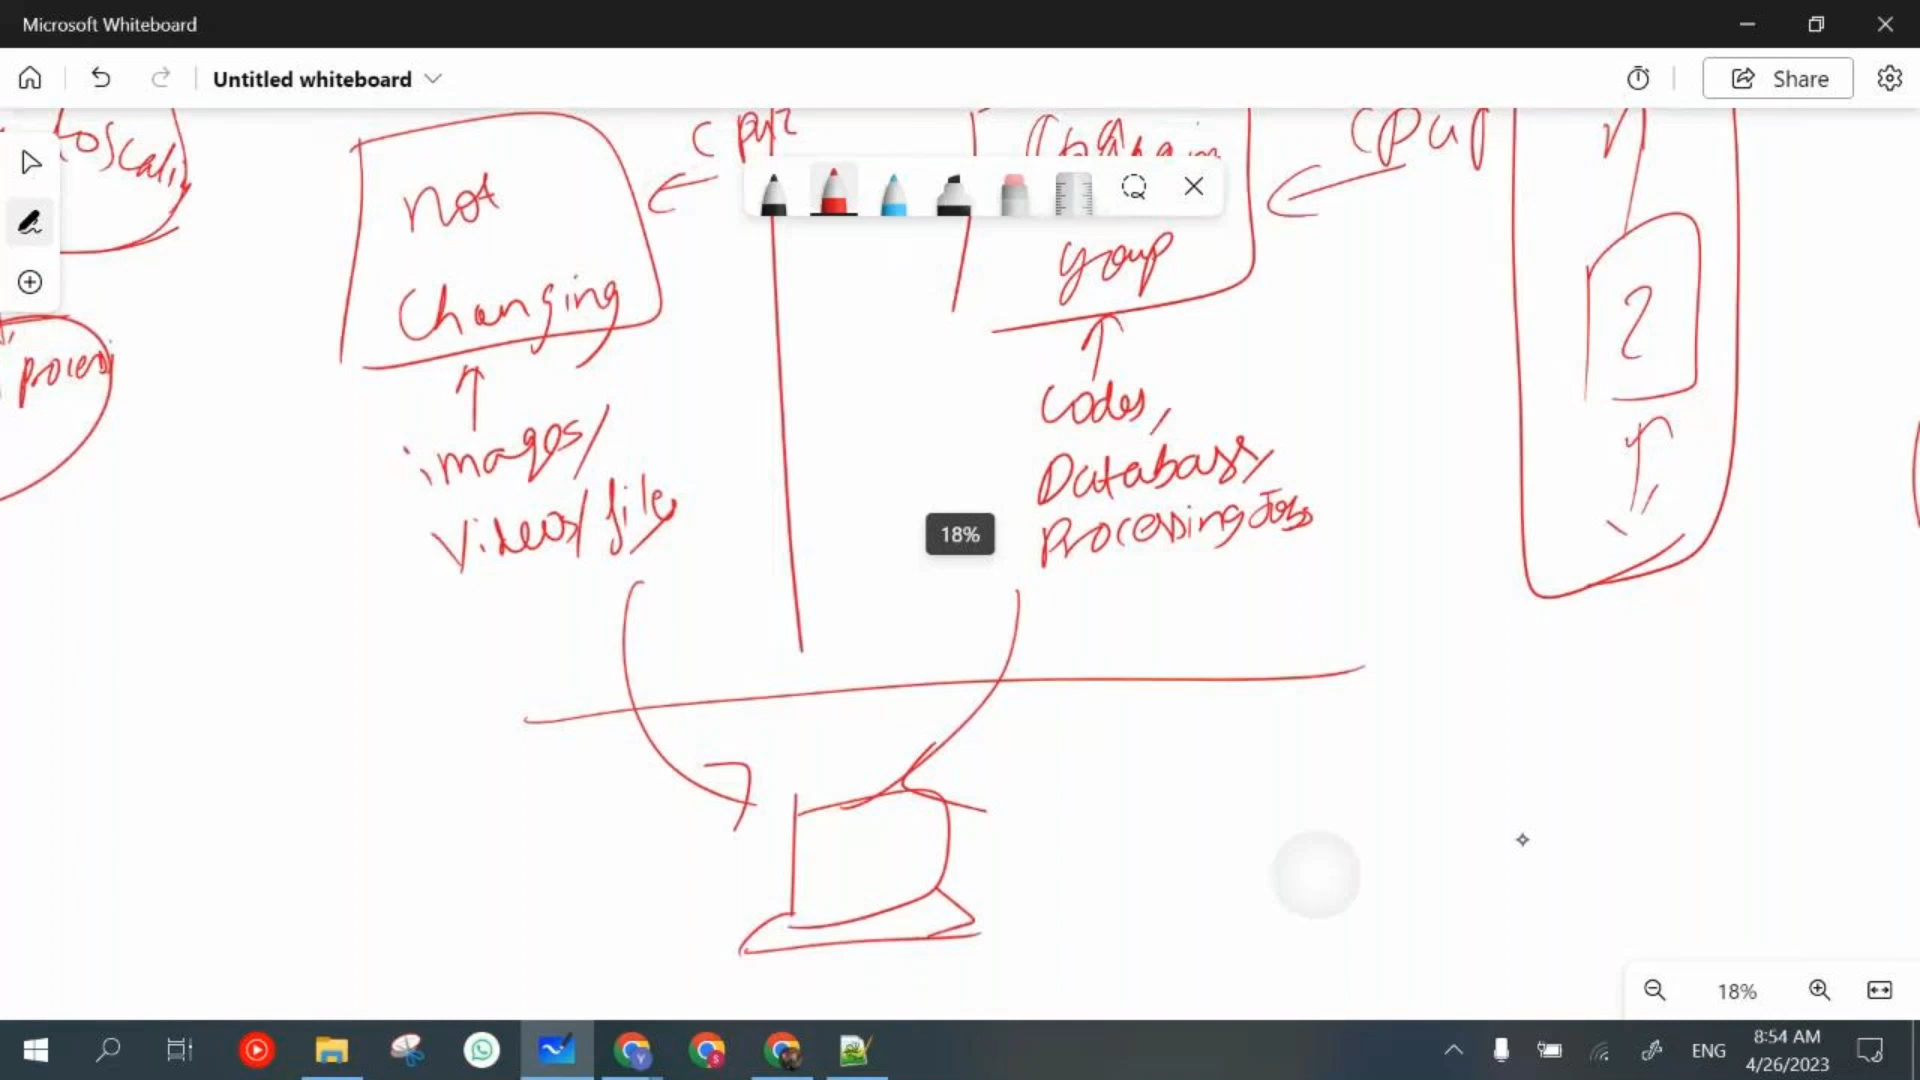 Microsoft Whiteboard
Untitled whiteboard
Share
not
Changing
group
2
process
images/
Videos/file
Codes,
Databases,
Processing Jobs
18%
18%
ENG
8:54 AM
4/26/2023